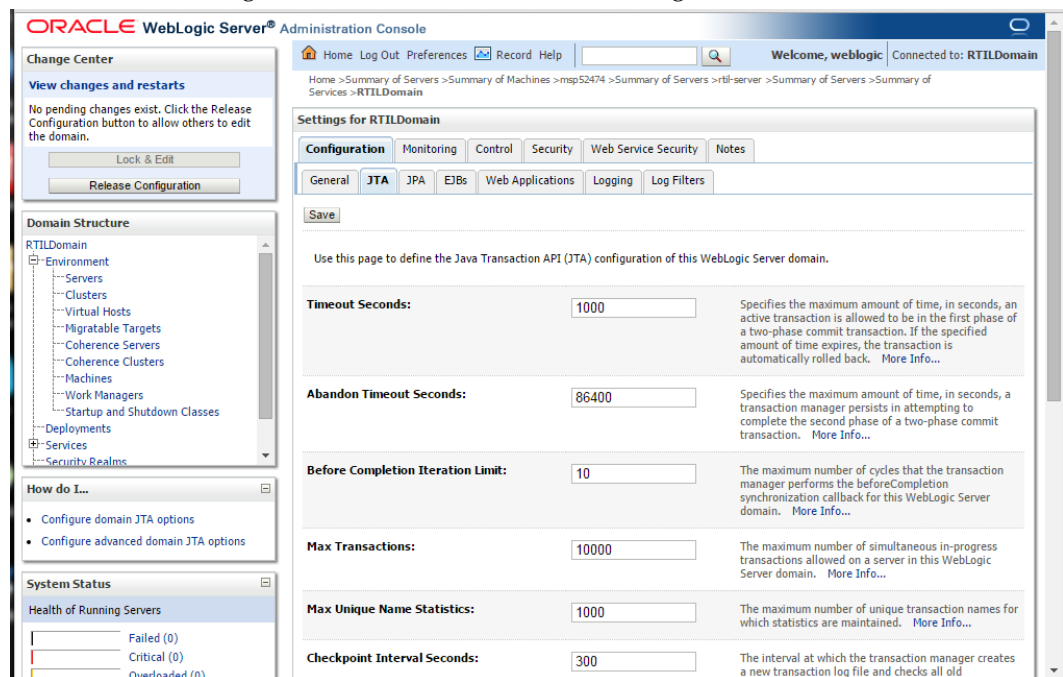 ORACLE WebLogic Server® Administration Console
Change Center
View changes and restarts
No pending changes exist. Click the Release
Configuration button to allow others to edit
the domain.
Lock & Edit
Release Configuration
Domain Structure
RTILDomain
Environment
Servers
Clusters
Virtual Hosts
Migratable Targets
Coherence Servers
Coherence Clusters
Machines
Work Managers
Startup and Shutdown Classes
Deployments
Services
Security Realms
How do I...
Configure domain JTA options
Configure advanced domain JTA options
System Status
Health of Running Servers
Failed (0)
Critical (0)
Overloaded (0)
Home Log Out Preferences Record Help
Welcome, weblogic Connected to: RTILDomain
Home >Summary of Servers >Summary of Machines >msp52474 >Summary of Servers >rtil-server >Summary of Servers >Summary of
Services >RTILDomain
Settings for RTILDomain
Configuration Monitoring Control Security Web Service Security Notes
General JTA JPA EJBs Web Applications Logging Log Filters
Save
Use this page to define the Java Transaction API (JTA) configuration of this WebLogic Server domain.
Timeout Seconds:
1000
Specifies the maximum amount of time, in seconds, an
active transaction is allowed to be in the first phase of
a two-phase commit transaction. If the specified
amount of time expires, the transaction is
automatically rolled back. More Info...
Abandon Timeout Seconds:
86400
Specifies the maximum amount of time, in seconds, a
transaction manager persists in attempting to
complete the second phase of a two-phase commit
transaction. More Info...
Before Completion Iteration Limit:
10
The maximum number of cycles that the transaction
manager performs the beforeCompletion
synchronization callback for this WebLogic Server
domain. More Info...
Max Transactions:
10000
The maximum number of simultaneous in-progress
transactions allowed on a server in this WebLogic
Server domain. More Info...
Max Unique Name Statistics:
1000
The maximum number of unique transaction names for
which statistics are maintained. More Info...
Checkpoint Interval Seconds:
300
The interval at which the transaction manager creates
a new transaction log file and checks all old